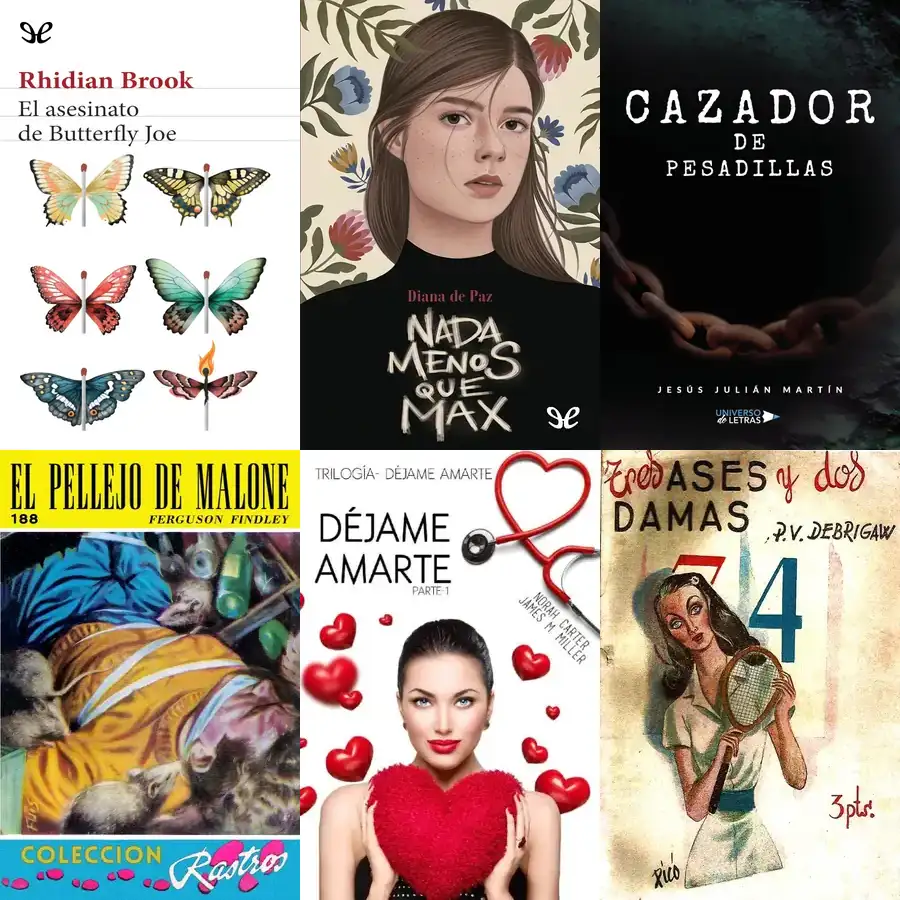 Rhidian Brook
El asesinato
de Butterfly Joe
Diana de Paz
NADA
MENOS
QUE
MAX
CAZADOR
DE
PESADILLAS
JESÚS JULIÁN MARTÍN
UNIVERSO
de LETRAS
EL PELLEJO DE MALONE
188 FERGUSON FINDLEY
COLECCION Rastros
TRILOGÍA- DÉJAME AMARTE
DÉJAME
AMARTE
PARTE 1
NORAH CARTER
JAMES M MILLER
tres ASES y dos
DAMAS
P.V. DEBRIGAW
74
3 pts.
picó